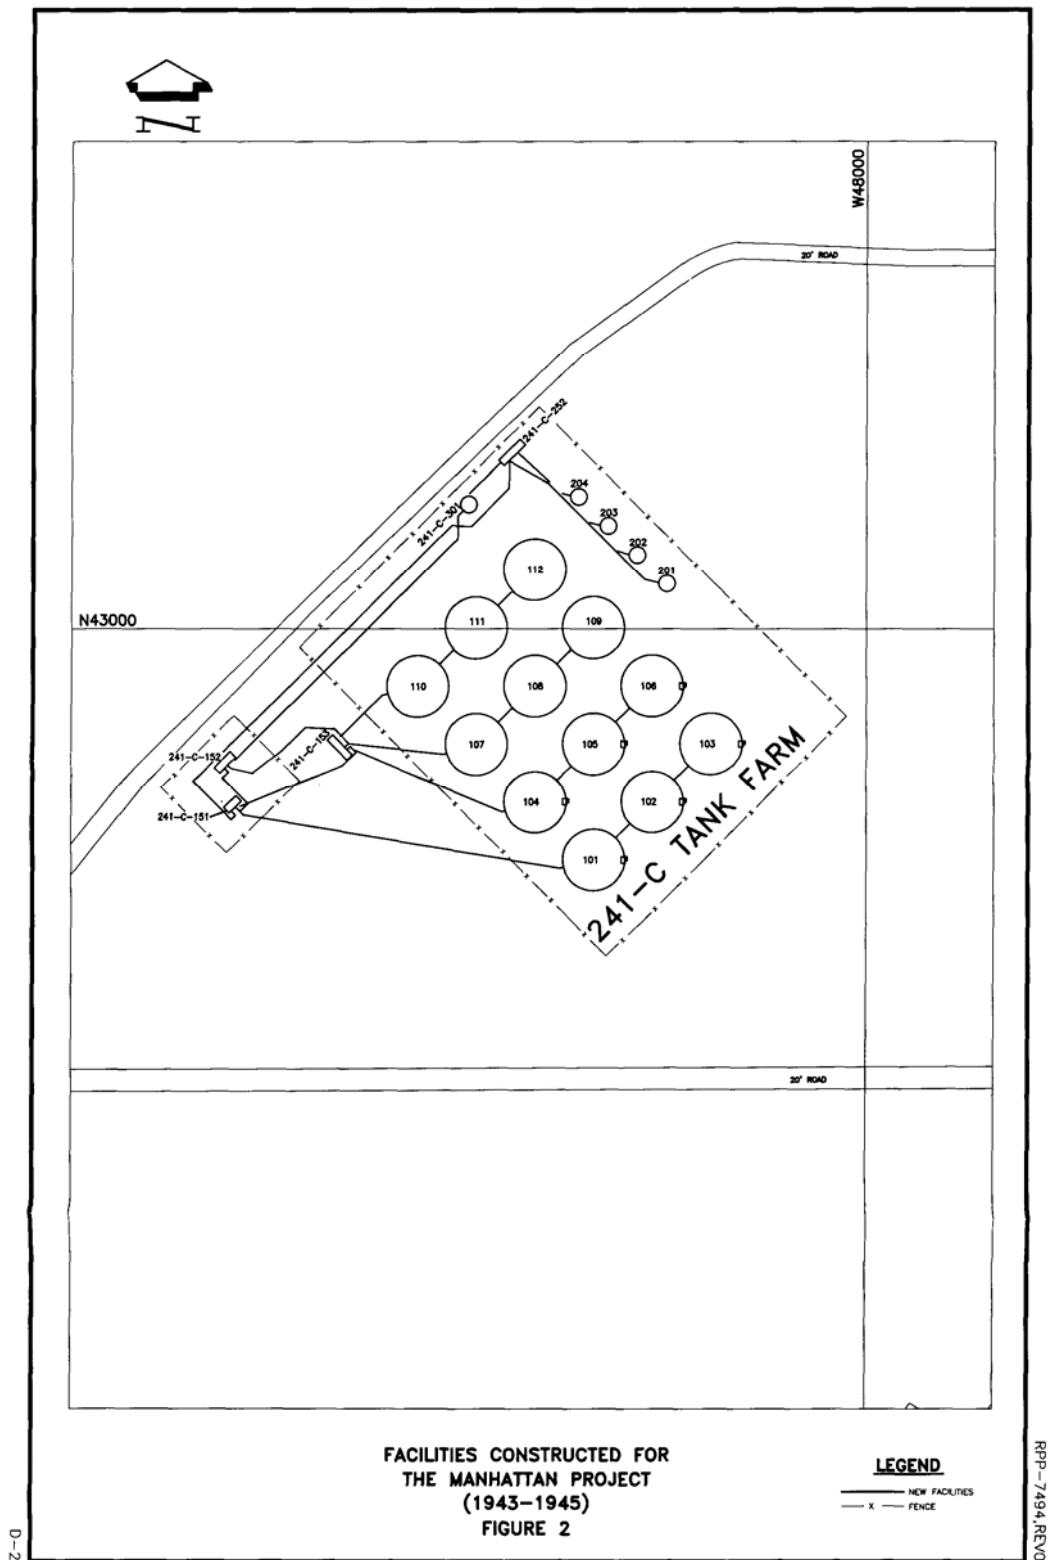 N
W48000
20' ROAD
241-C-252
204
203
202
201
241-C-301
112
111
109
N43000
110
108
106
107
105
103
104
102
101
241-C-153
241-C-152
241-C-151
241-C TANK FARM
20' ROAD
FACILITIES CONSTRUCTED FOR
THE MANHATTAN PROJECT
(1943-1945)
FIGURE 2
LEGEND
NEW FACILITIES
X FENCE
RPP-7494,REV0
D-2